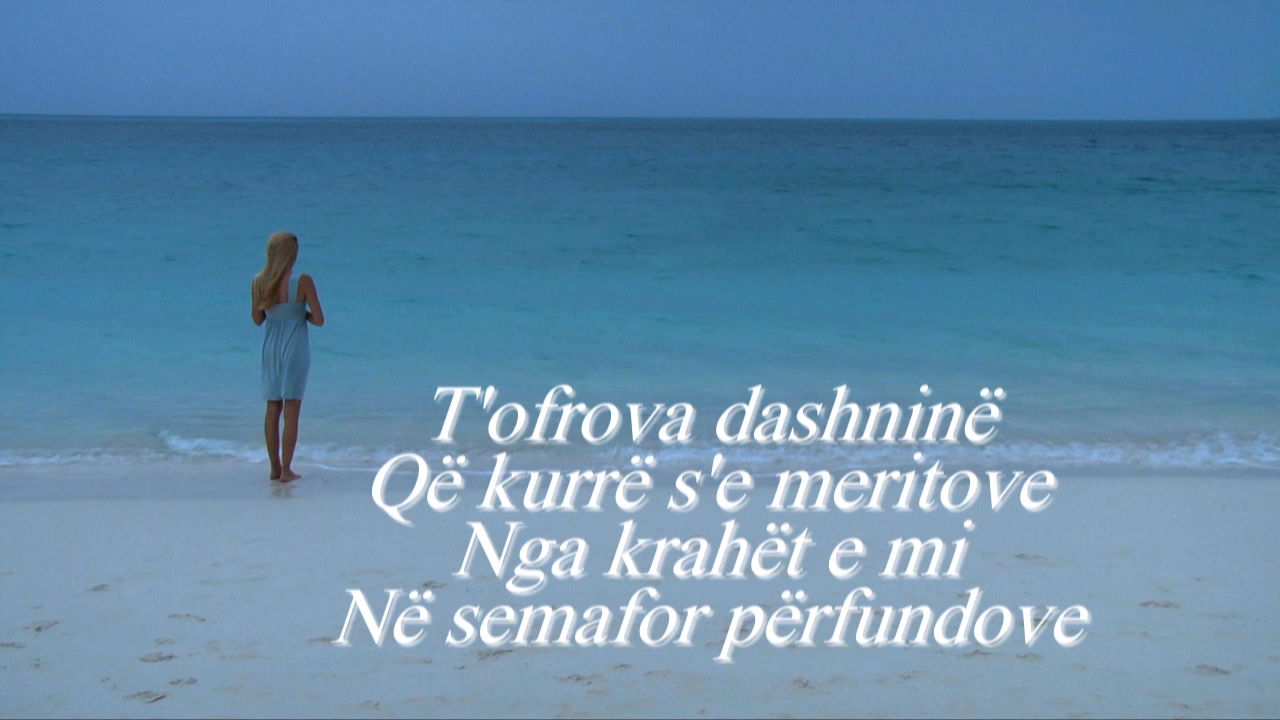 T'ofrova dashninë
Që kurrë s'e meritove
Nga krahët e mi
Në semafor përfundove